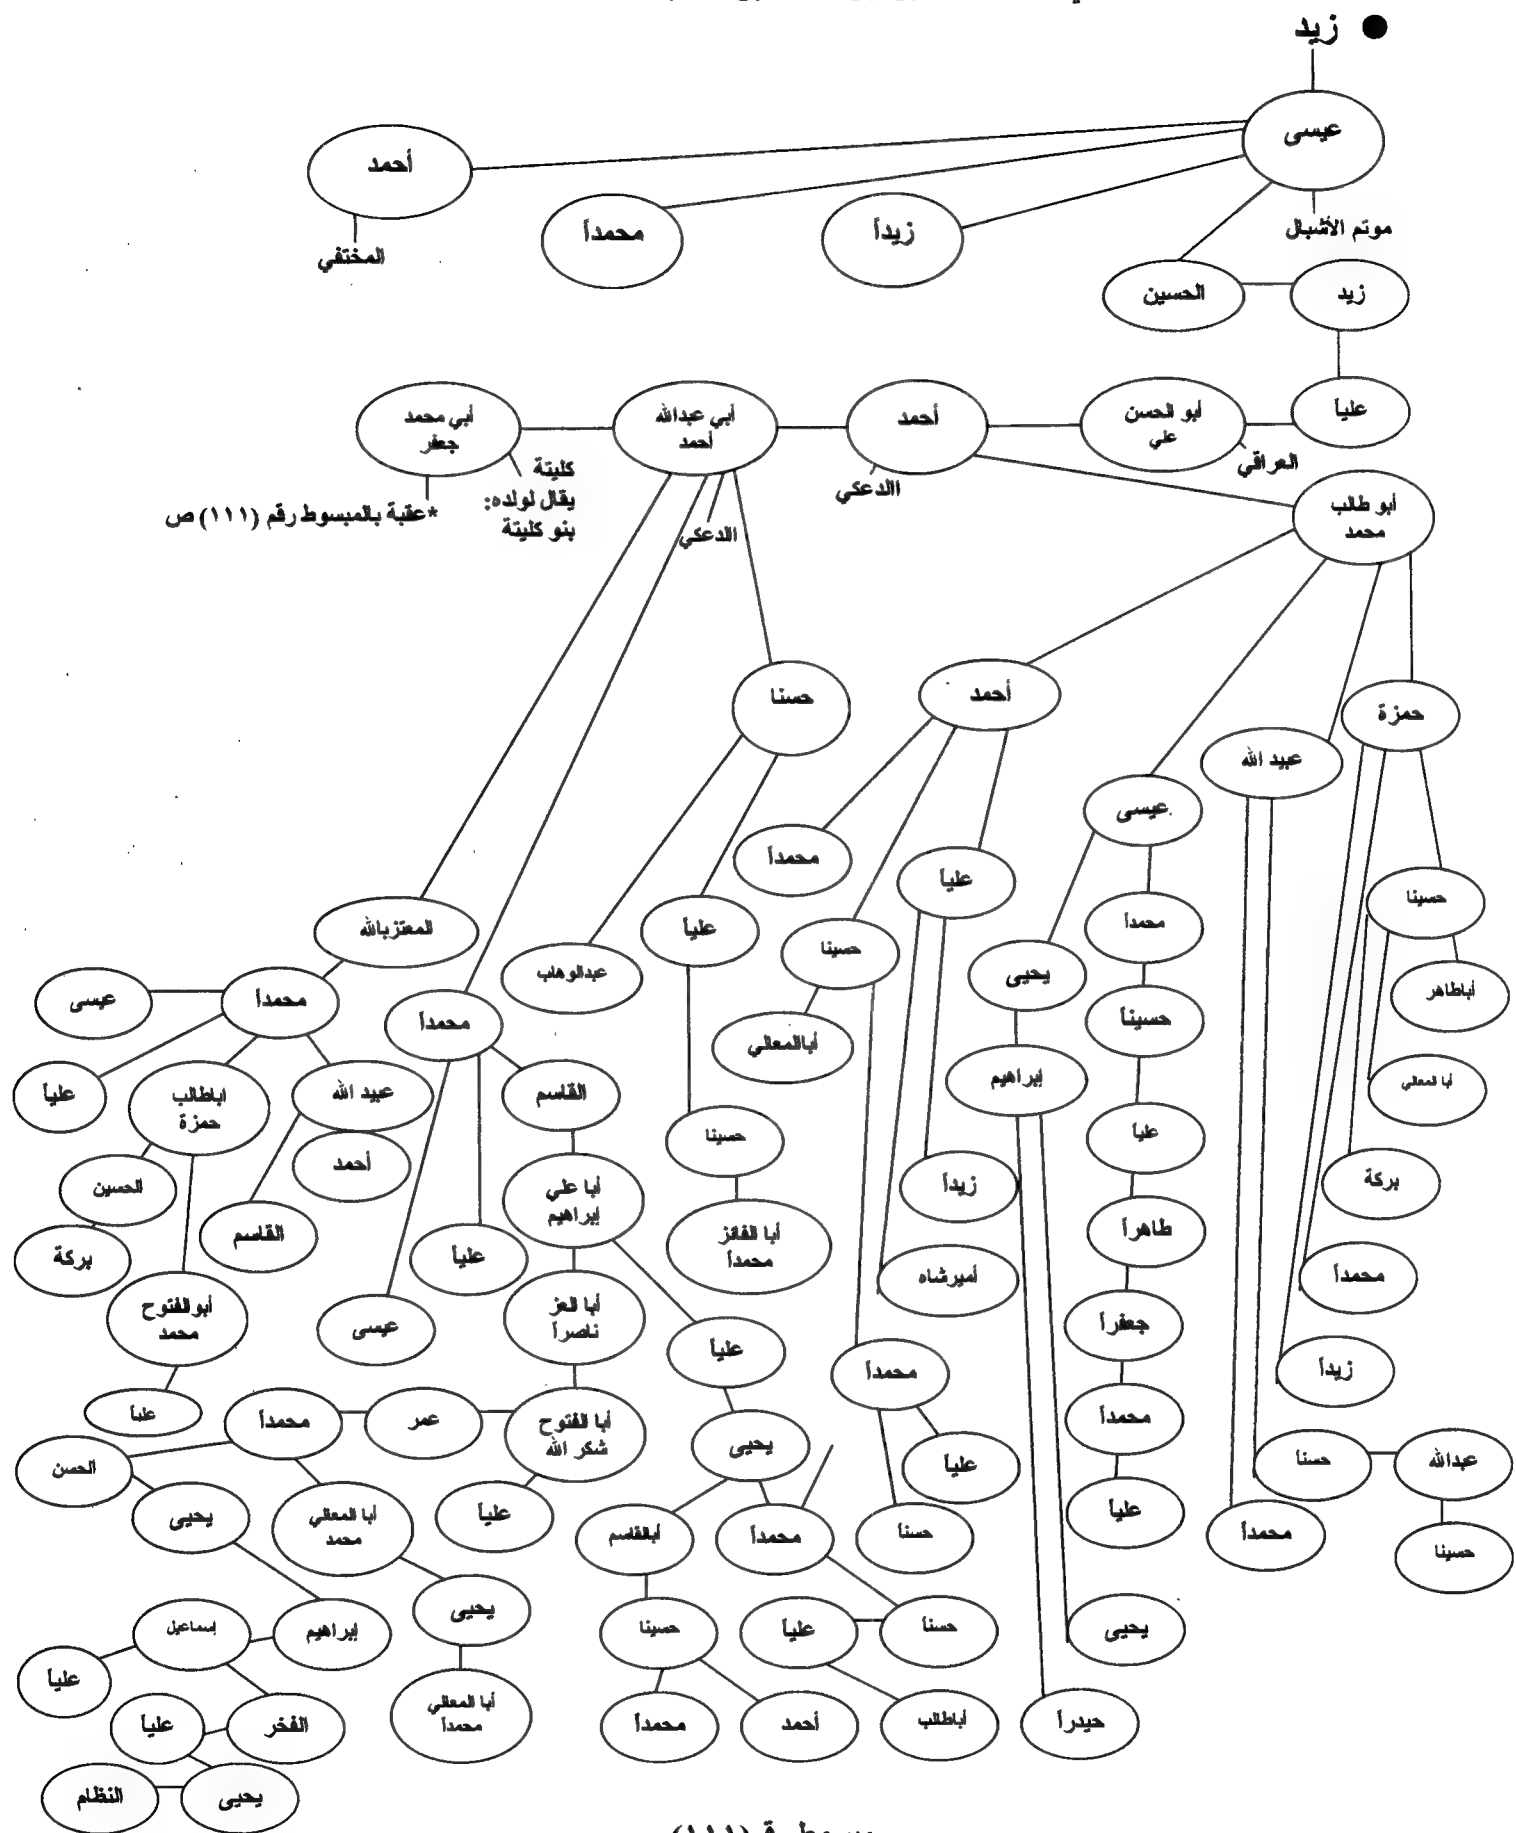 زيد
عيسى
موتم الأشبال
أحمد
المختفي
محمداً
زيداً
الحسين
زيد
علياً
أبو الحسن
علي
العراقي
أحمد
االدعكي
أبي عبدالله
أحمد
االدعكي
أبي محمد
جعفر
كليتة
يقال لولده:
بنو كليتة
*عقبة بالمبسوط رقم (١١١) ص
أبو طالب
محمد
حمزة
عبيد الله
عيسى
أحمد
حسنا
حسينا
أباطاهر
أبا المعالي
بركة
محمداً
زيداً
عبدالله
حسناً
حسينا
محمداً
محمداً
حسيناً
علياً
طاهراً
جعفراً
محمداً
علياً
يحيى
إبراهيم
يحيى
حيدراً
محمداً
علياً
حسينا
أباالمعالي
زيداً
أميرشاه
محمداً
علياً
حسناً
علياً
عبدالوهاب
حسينا
أبا الفائز
محمداً
المعتزبالله
محمداً
عيسى
علياً
اباطالب
حمزة
عبيد الله
أحمد
القاسم
الحسين
بركة
أبوالفتوح
محمد
علياً
محمداً
القاسم
علياً
عيسى
أبا علي
إبراهيم
أبا العز
ناصراً
علياً
أبا الفتوح
شكر الله
عمر
محمداً
علياً
الحسن
يحيى
أبا المعالي
محمد
يحيى
أبا المعالي
محمداً
إبراهيم
إسماعيل
علياً
الفخر
علياً
يحيى
النظام
يحيى
أبالقاسم
محمداً
حسينا
محمداً
أحمد
حسناً
علياً
أباطالب